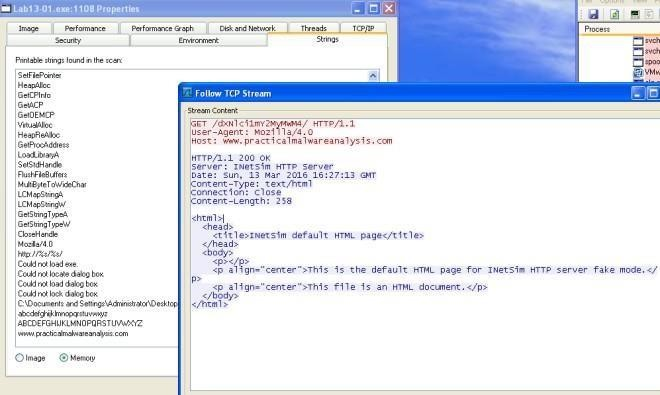 Lab13-01.exe:1108 Properties
Image
Performance
Performance Graph
Disk and Network
Threads
TCP/IP
Security
Environment
Strings
Printable strings found in the scan:
SetFilePointer
HeapAlloc
GetCPInfo
GetACP
GetOEMCP
VirtualAlloc
HeapReAlloc
GetProcAddress
LoadLibraryA
SetStdHandle
FlushFileBuffers
MultiByteToWideChar
LCMapStringA
LCMapStringW
GetStringTypeA
GetStringTypeW
CloseHandle
Mozilla/4.0
http://%s/%s/
Could not load exe.
Could not locate dialog box.
Could not load dialog box.
Could not lock dialog box.
C:\Documents and Settings\Administrator\Desktop
abcdefghijklmnopqrstuvwxyz
ABCDEFGHIJKLMNOPQRSTUVWXYZ
www.practicalmalwareanalysis.com
Image
Memory
Process
svch
svch
spoo
VMw
Follow TCP Stream
Stream Content
GET /dXNlci1mY2MyMWM4/ HTTP/1.1
User-Agent: Mozilla/4.0
Host: www.practicalmalwareanalysis.com
HTTP/1.1 200 OK
Server: INetSim HTTP Server
Date: Sun, 13 Mar 2016 16:27:13 GMT
Content-Type: text/html
Connection: Close
Content-Length: 258
<html>
<head>
<title>INetSim default HTML page</title>
</head>
<body>
<p></p>
<p align="center">This is the default HTML page for INetSim HTTP server fake mode.</
p>
<p align="center">This file is an HTML document.</p>
</body>
</html>